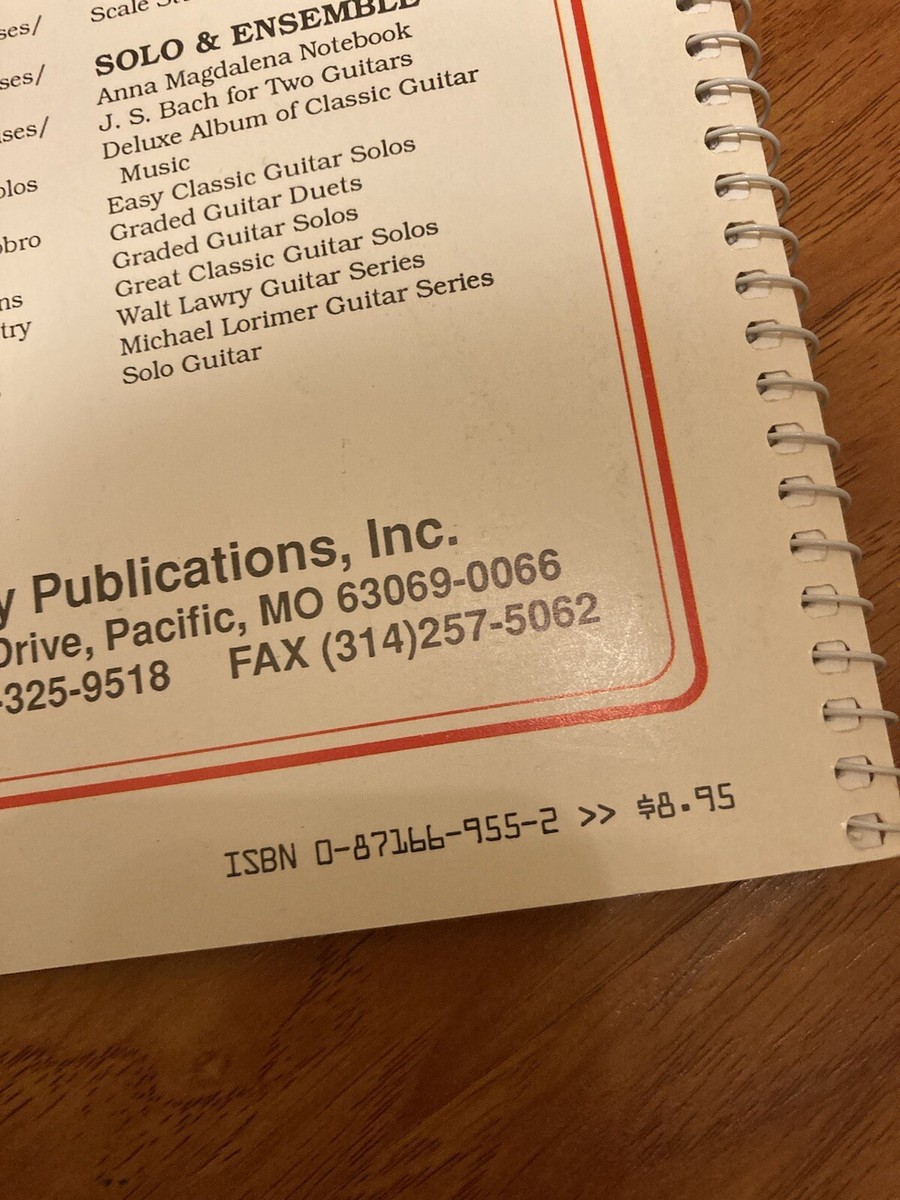 ses/
ses/
ses/
olos
obro
ns
try
Scale
SOLO & ENSEMBLE
Anna Magdalena Notebook
J. S. Bach for Two Guitars
Deluxe Album of Classic Guitar
Music
Easy Classic Guitar Solos
Graded Guitar Duets
Graded Guitar Solos
Great Classic Guitar Solos
Walt Lawry Guitar Series
Michael Lorimer Guitar Series
Solo Guitar
y Publications, Inc.
Drive, Pacific, MO 63069-0066
-325-9518 FAX (314)257-5062
ISBN 0-87166-955-2 >> $8.95